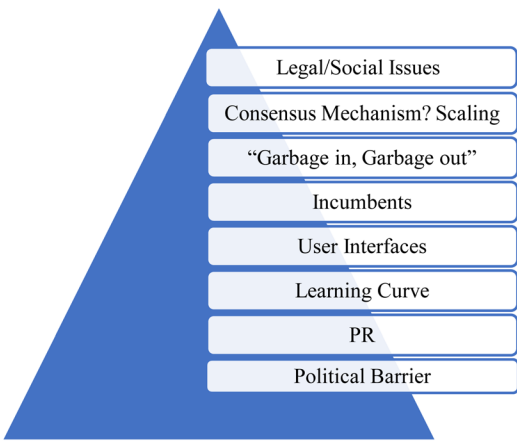 Legal/Social Issues
Consensus Mechanism? Scaling
“Garbage in, Garbage out”
Incumbents
User Interfaces
Learning Curve
PR
Political Barrier